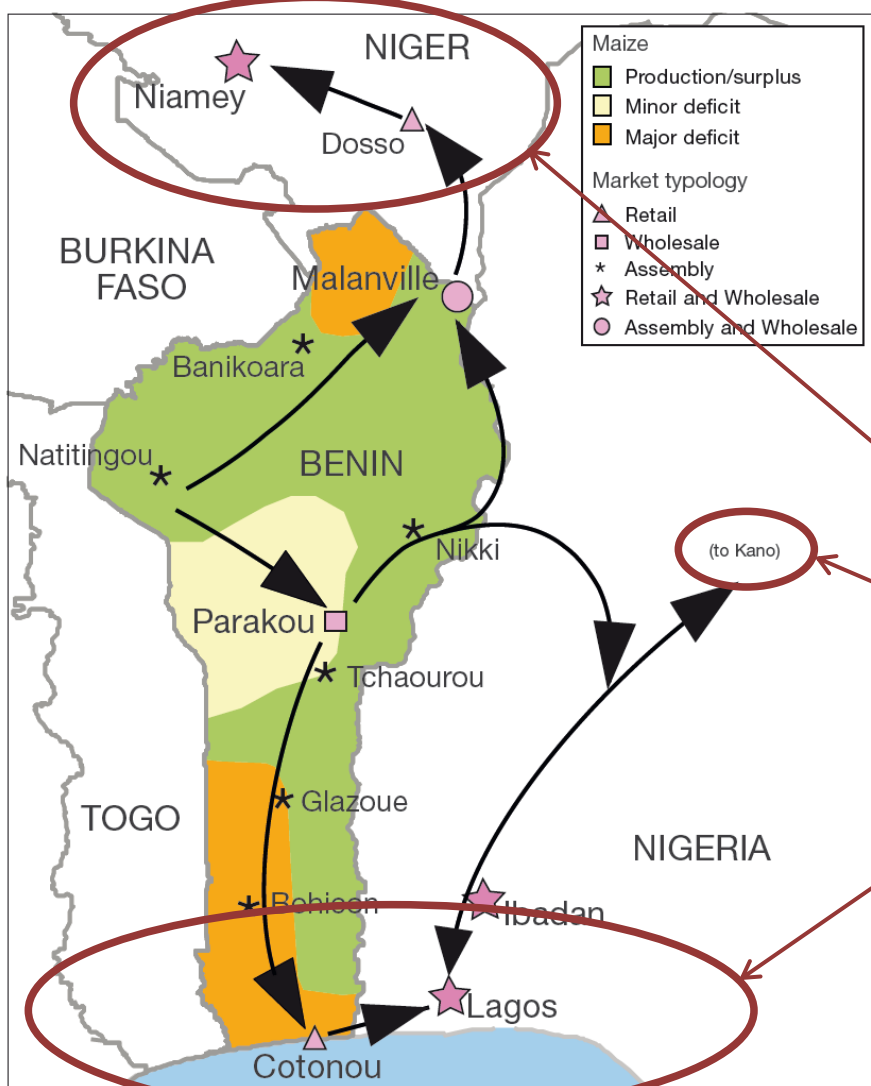 NIGER
Niamey
Dosso
Maize
Production/surplus
Minor deficit
Major deficit
Market typology
Retail
Wholesale
Assembly
Retail and Wholesale
Assembly and Wholesale
BURKINA
FASO
Malanville
Banikoara
Natitingou
BENIN
Nikki
(to Kano)
Parakou
Tchaourou
Glazoue
TOGO
NIGERIA
Bohicon
Ibadan
Lagos
Cotonou